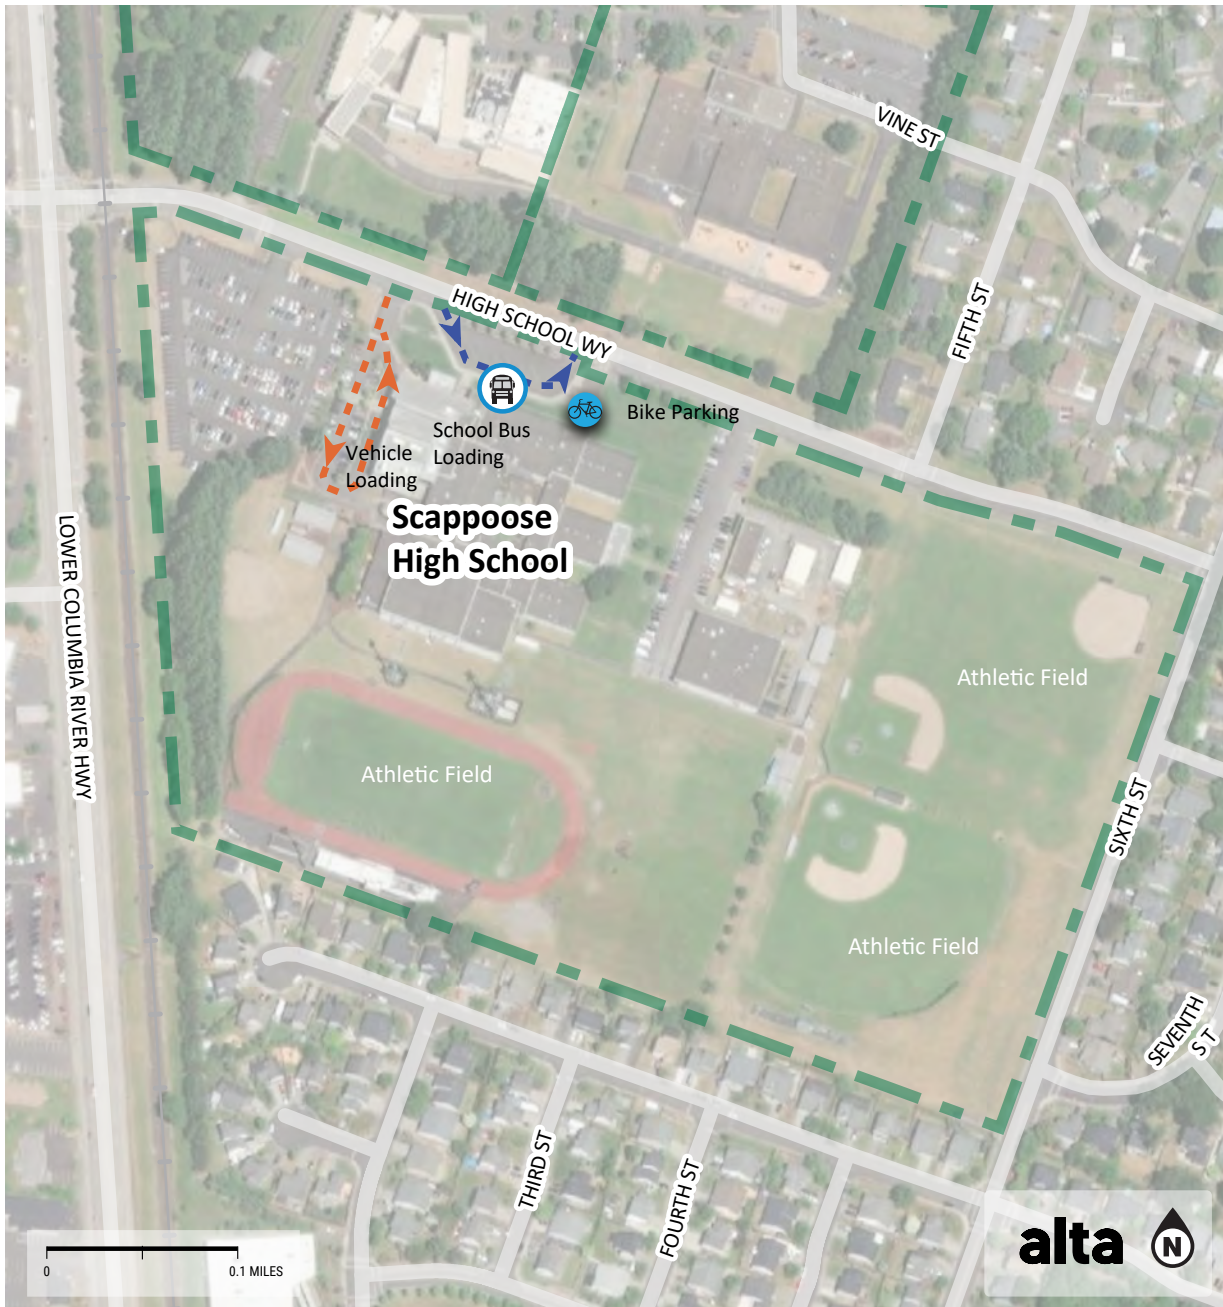 VINE ST
FIFTH ST
HIGH SCHOOL WY
Bike Parking
School Bus
Loading
Vehicle
Loading
Scappoose
High School
LOWER COLUMBIA RIVER HWY
Athletic Field
Athletic Field
SIXTH ST
Athletic Field
SEVENTH
ST
THIRD ST
FOURTH ST
0
0.1 MILES
alta
N